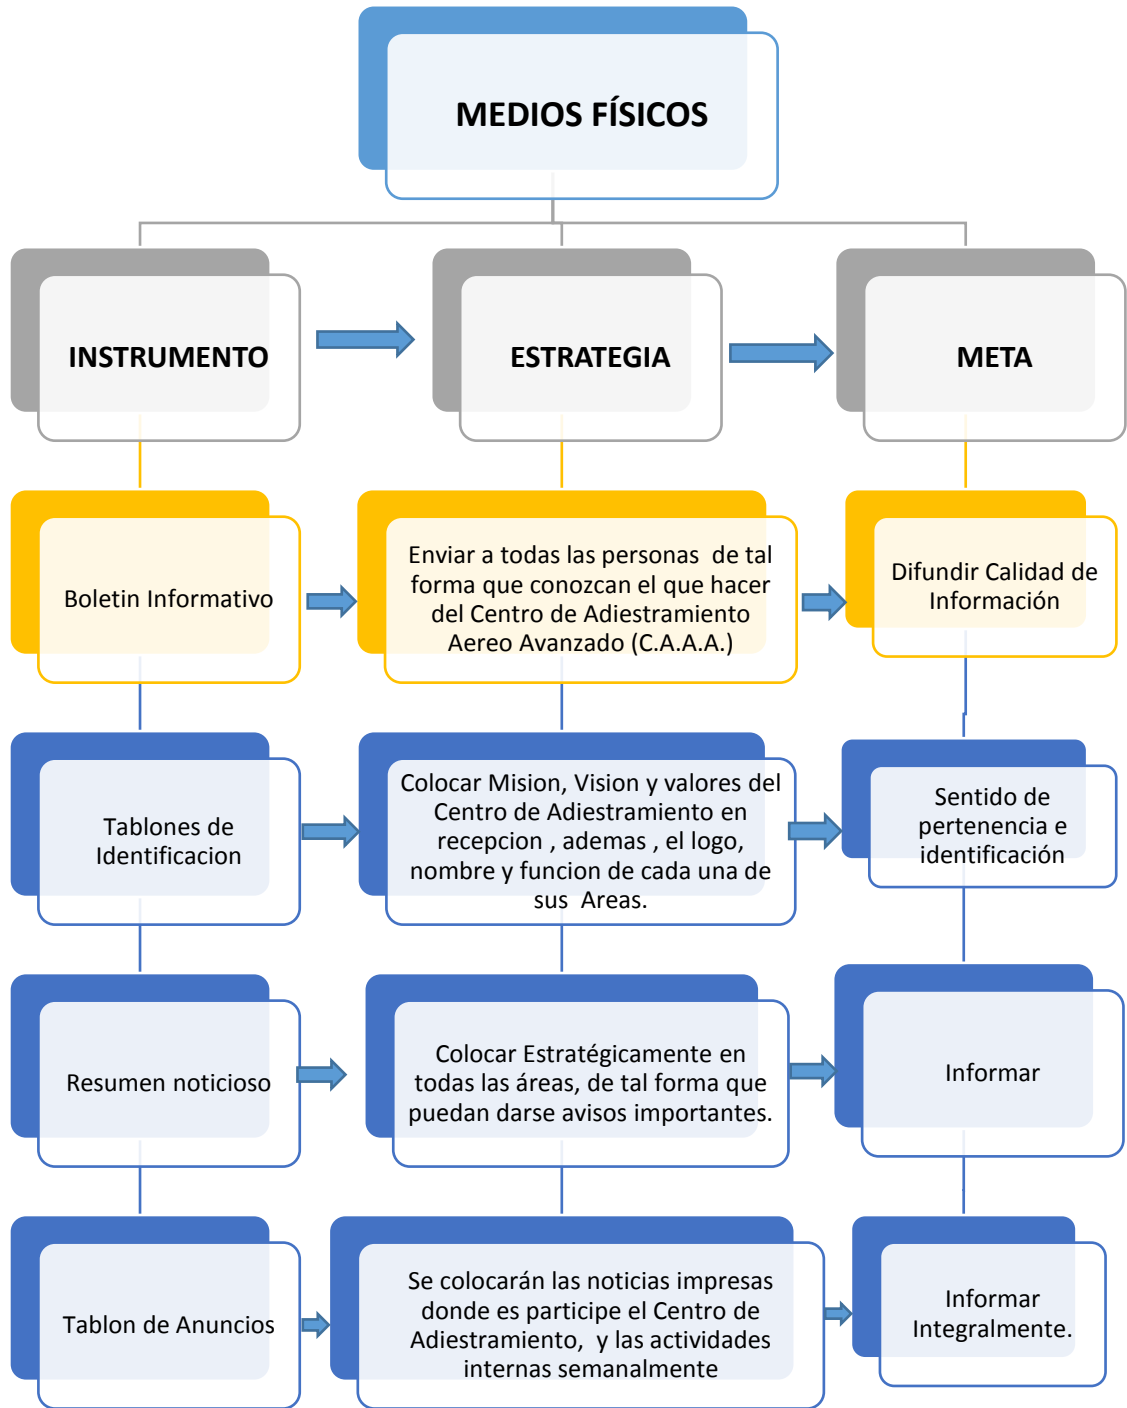 MEDIOS FÍSICOS
INSTRUMENTO
ESTRATEGIA
META
Boletin Informativo
Enviar a todas las personas de tal
forma que conozcan el que hacer
del Centro de Adiestramiento
Aereo Avanzado (C.A.A.A.)
Difundir Calidad de
Información
Tablones de
Identificacion
Colocar Mision, Vision y valores del
Centro de Adiestramiento en
recepcion , ademas , el logo,
nombre y funcion de cada una de
sus Areas.
Sentido de
pertenencia e
identificación
Resumen noticioso
Colocar Estratégicamente en
todas las áreas, de tal forma que
puedan darse avisos importantes.
Informar
Tablon de Anuncios
Se colocarán las noticias impresas
donde es participe el Centro de
Adiestramiento, y las actividades
internas semanalmente
Informar
Integralmente.